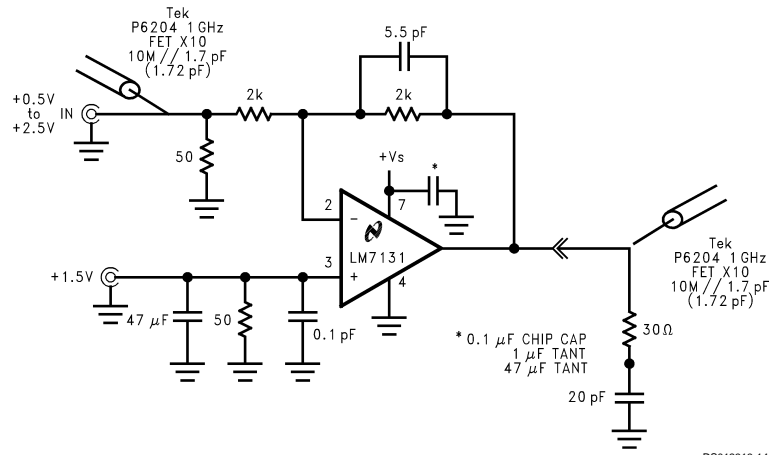 Tek
P6204 1 GHz
FET X10
10M // 1.7 pF
(1.72 pF)
5.5 pF
+0.5V
to IN
+2.5V
2k
2k
50
+Vs
*
2
−
7
LM7131
3
+
4
+1.5V
47 µF
50
0.1 pF
Tek
P6204 1 GHz
FET X10
10M // 1.7 pF
(1.72 pF)
* 0.1 µF CHIP CAP
1 µF TANT
47 µF TANT
30Ω
20 pF